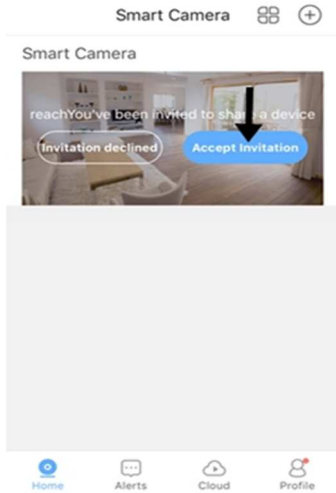 Smart Camera
Smart Camera
reachYou've been invited to share a device
Invitation declined
Accept Invitation
Home
Alerts
Cloud
Profile